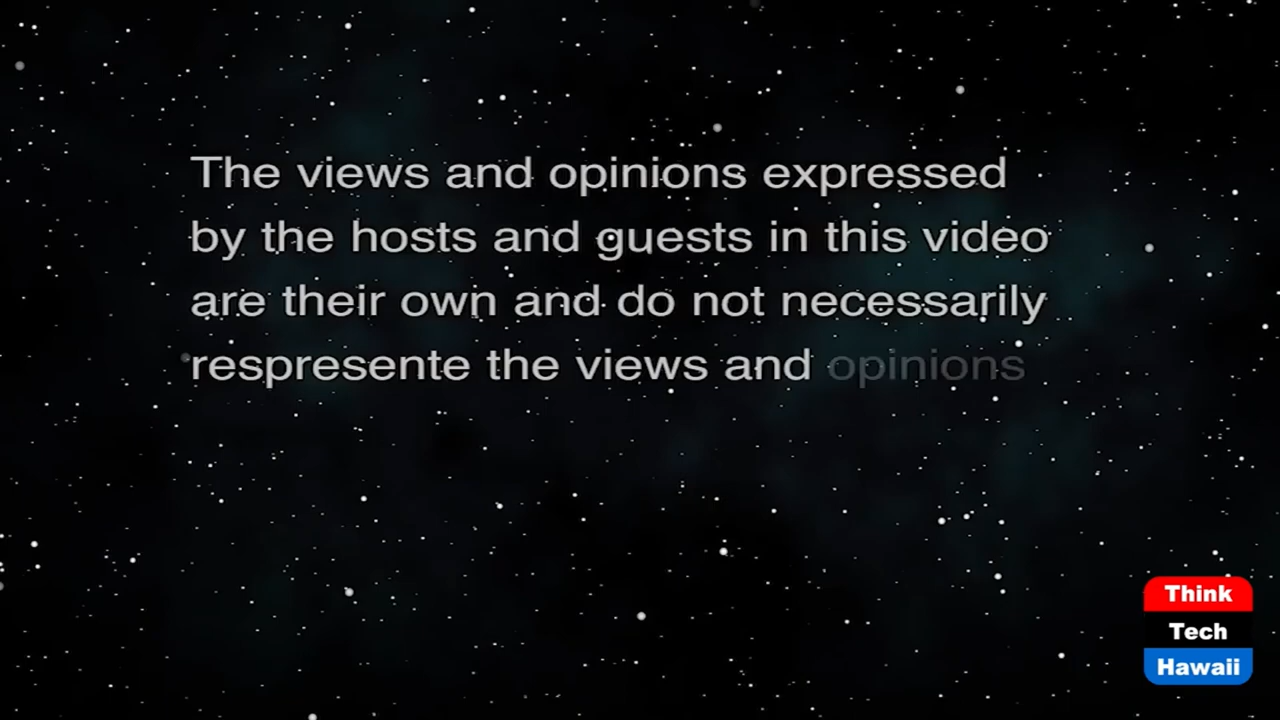 The views and opinions expressed
by the hosts and guests in this video
are their own and do not necessarily
respresente the views and opinions
Think
Tech
Hawaii